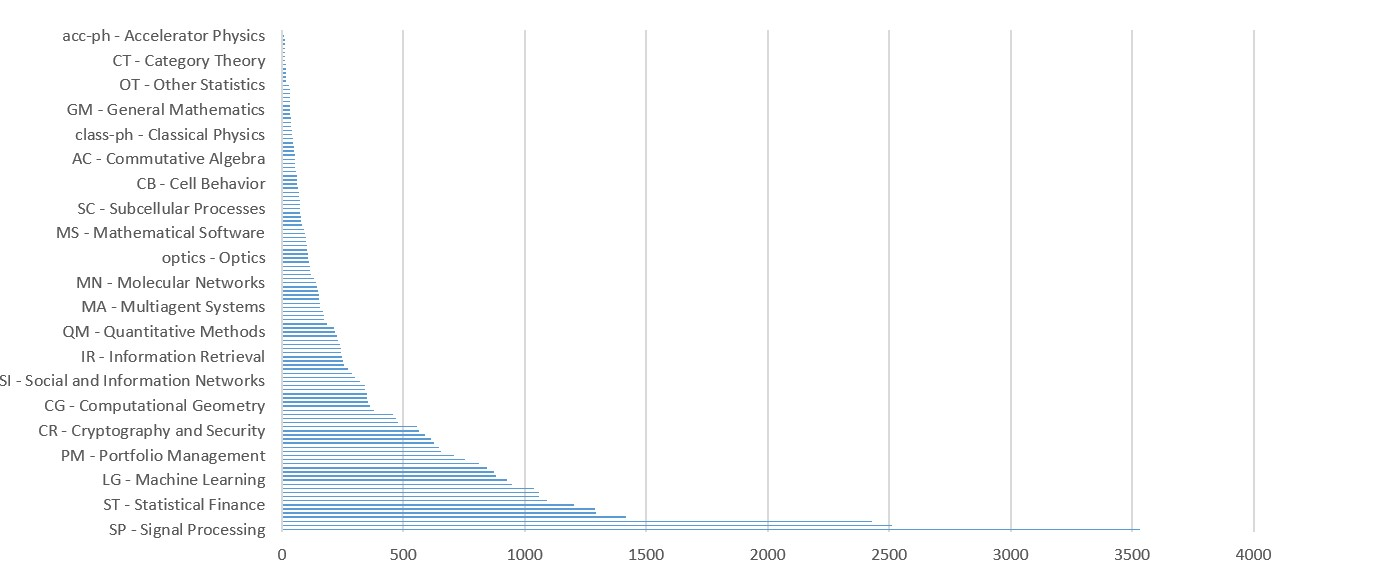 acc-ph - Accelerator Physics
CT - Category Theory
OT - Other Statistics
GM - General Mathematics
class-ph - Classical Physics
AC - Commutative Algebra
CB - Cell Behavior
SC - Subcellular Processes
MS - Mathematical Software
optics - Optics
MN - Molecular Networks
MA - Multiagent Systems
QM - Quantitative Methods
IR - Information Retrieval
SI - Social and Information Networks
CG - Computational Geometry
CR - Cryptography and Security
PM - Portfolio Management
LG - Machine Learning
ST - Statistical Finance
SP - Signal Processing
0 500 1000 1500 2000 2500 3000 3500 4000